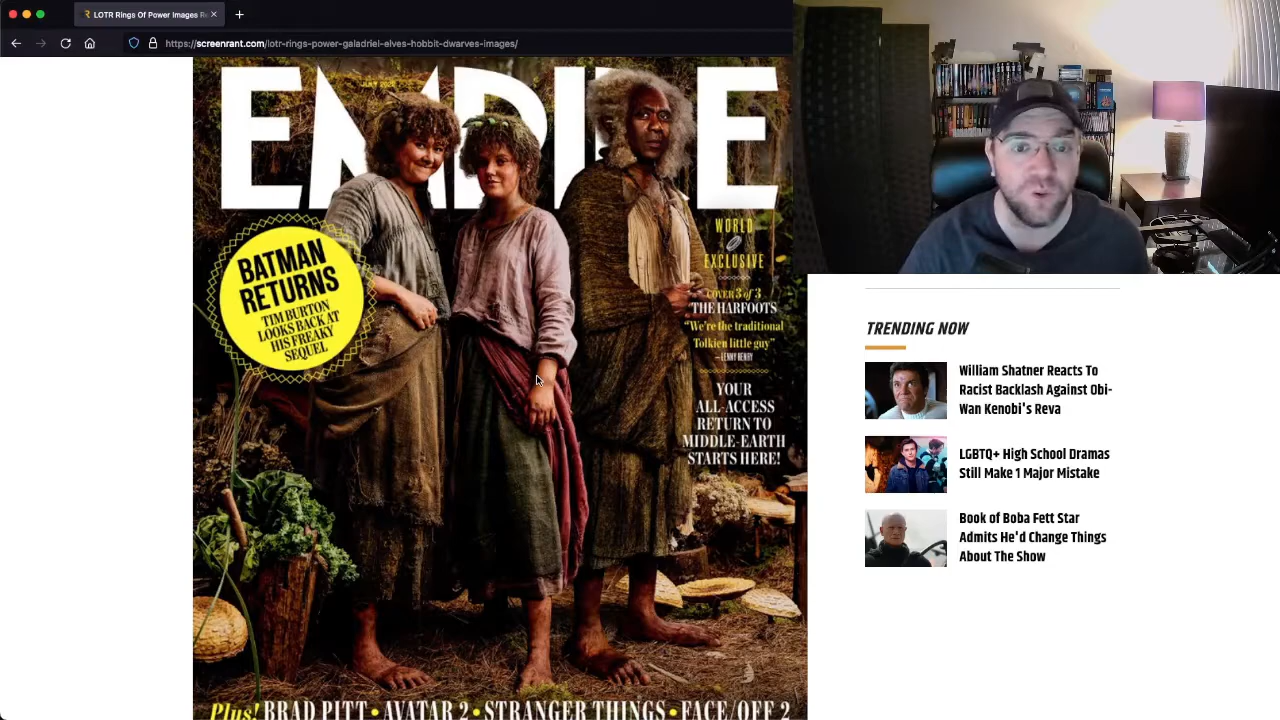 LOTR Rings Of Power Images Re
https://screenrant.com/lotr-rings-power-galadriel-elves-hobbit-dwarves-images/
EMPIRE
JULY 2022
BATMAN
RETURNS
TIM BURTON
LOOKS BACK AT
HIS FREAKY
SEQUEL
WORLD
EXCLUSIVE
COVER 3 of 3
THE HARFOOTS
"We're the traditional
Tolkien little guy"
—LENNY HENRY
YOUR
ALL-ACCESS
RETURN TO
MIDDLE-EARTH
STARTS HERE!
Plus! BRAD PITT • AVATAR 2 • STRANGER THINGS • FACE/OFF 2
TRENDING NOW
William Shatner Reacts To
Racist Backlash Against Obi-
Wan Kenobi's Reva
LGBTQ+ High School Dramas
Still Make 1 Major Mistake
Book of Boba Fett Star
Admits He'd Change Things
About The Show